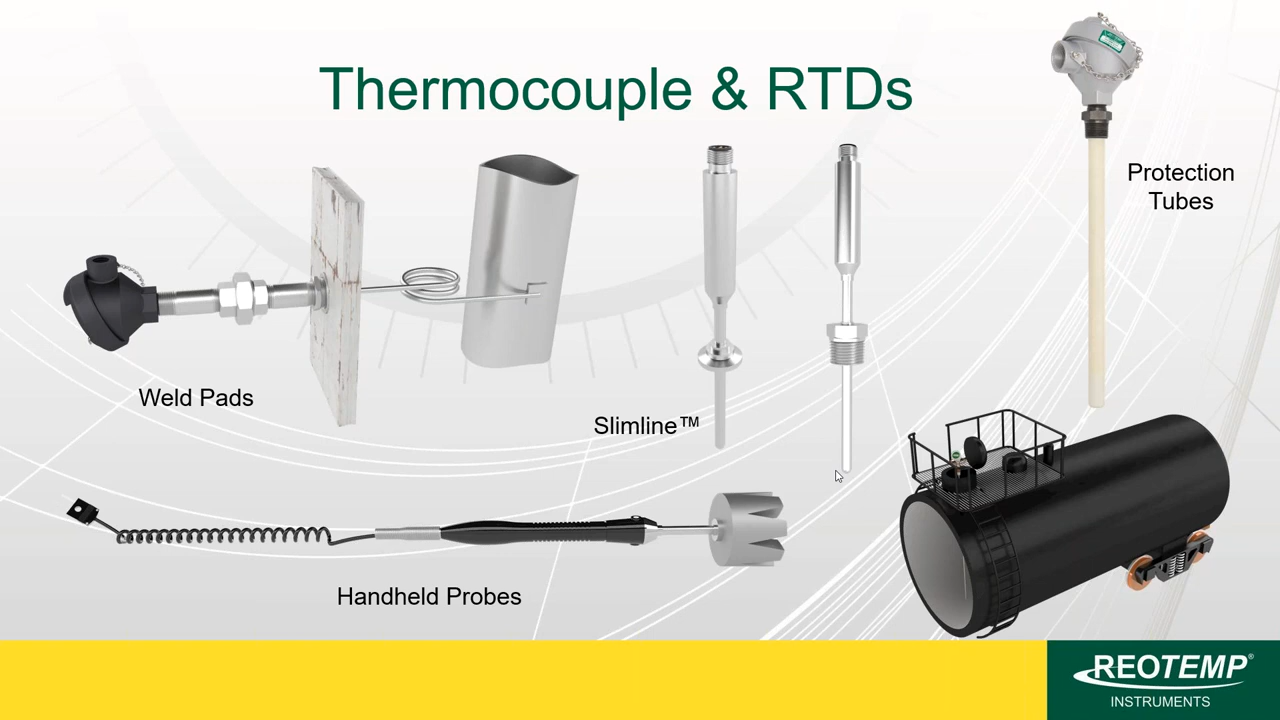 Thermocouple & RTDs
Protection
Tubes
Weld Pads
Slimline™
Handheld Probes
REOTEMP®
INSTRUMENTS